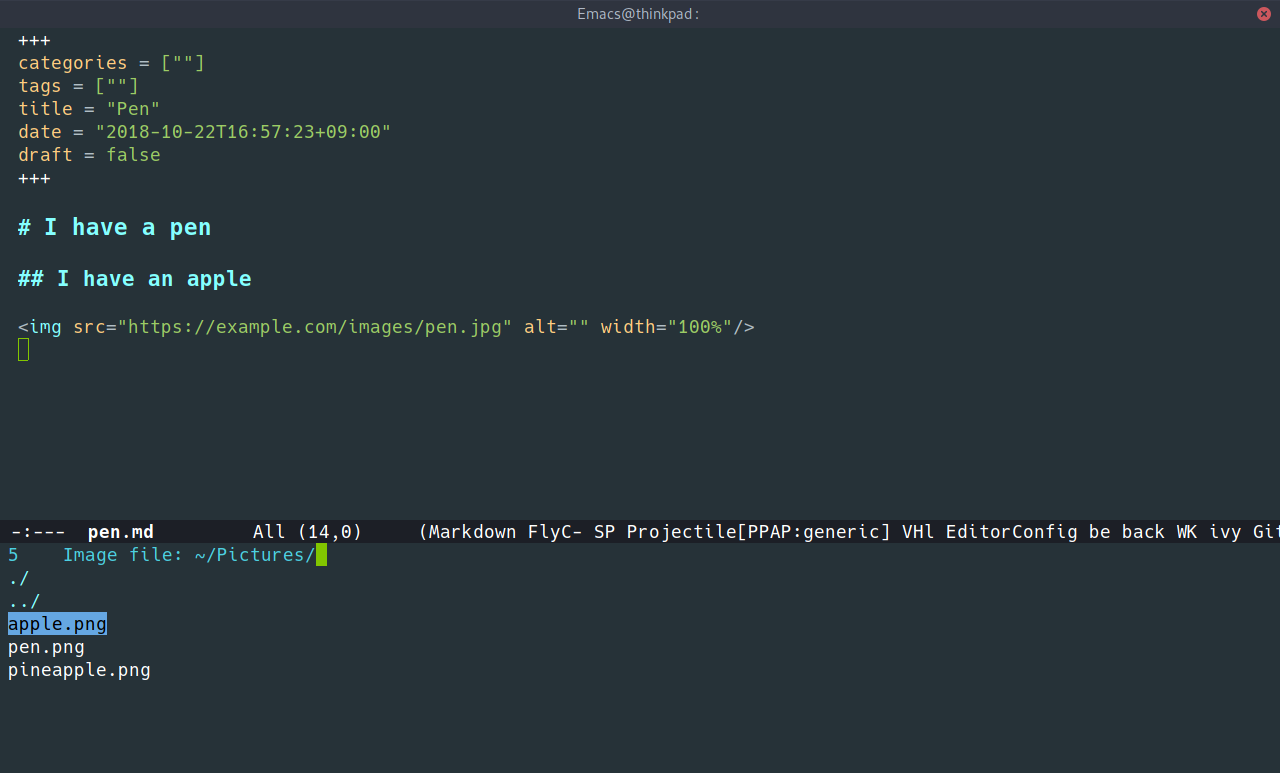 Emacs@thinkpad:
+++
categories = [""]
tags = [""]
title = "Pen"
date = "2018-10-22T16:57:23+09:00"
draft = false
+++
# I have a pen
## I have an apple
<img src="https://example.com/images/pen.jpg" alt="" width="100%"/>
-:--- pen.md All (14,0) (Markdown FlyC- SP Projectile[PPAP:generic] VHl EditorConfig be back WK ivy Git
5 Image file: ~/Pictures/
./
../
apple.png
pen.png
pineapple.png